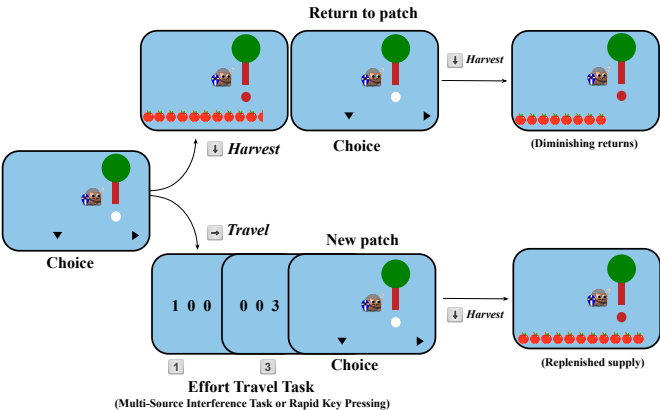 Return to patch
↓ Harvest
Choice
(Diminishing returns)
↓ Harvest
Choice
→ Travel
New patch
1 0 0
0 0 3
↓ Harvest
Choice
(Replenished supply)
1
3
Effort Travel Task
(Multi-Source Interference Task or Rapid Key Pressing)